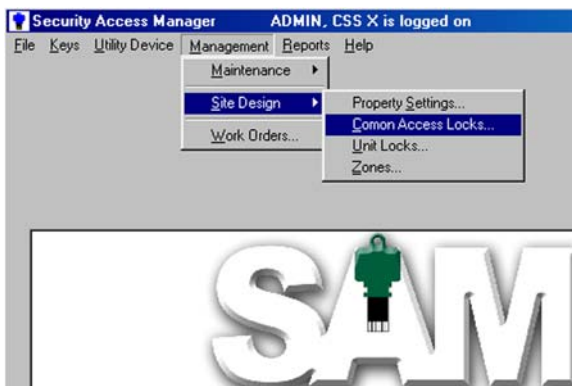 Security Access Manager ADMIN, CSS X is logged on
File Keys Utility Device Management Reports Help
Maintenance
Site Design
Work Orders...
Property Settings...
Comon Access Locks...
Unit Locks...
Zones...
SAM